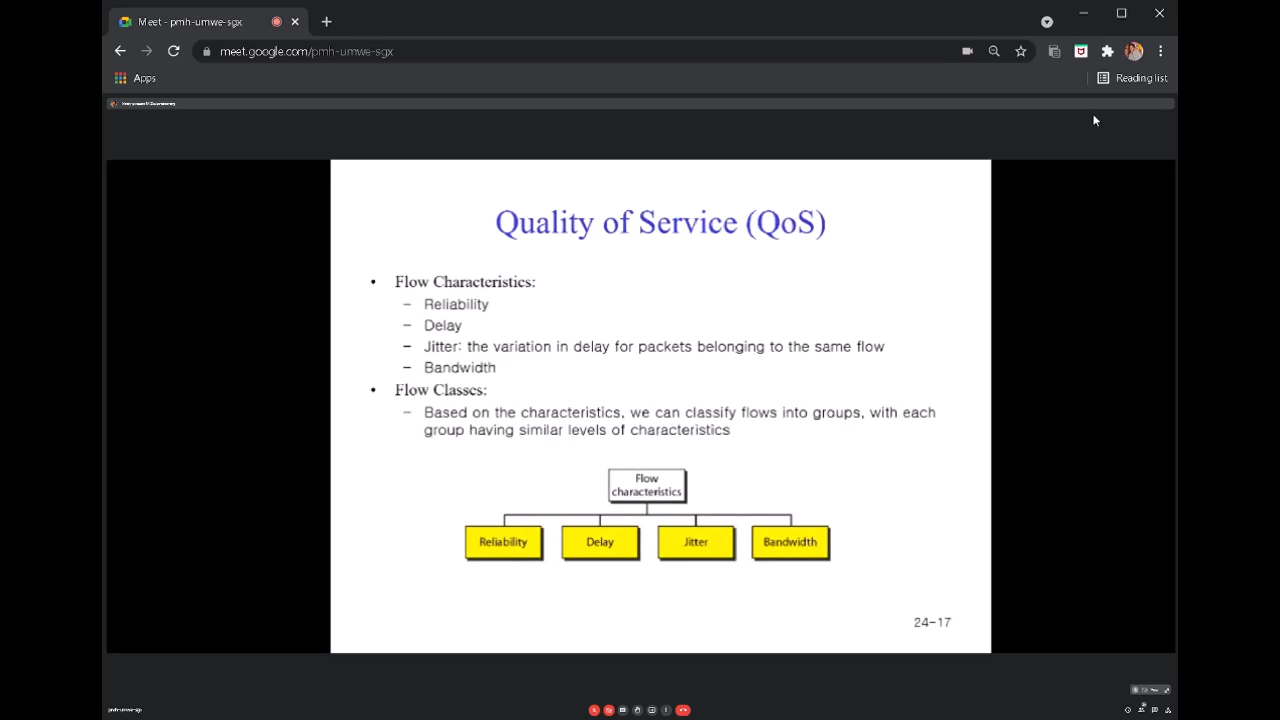 Meet - pmh-umwe-sgx
meet.google.com/pmh-umwe-sgx
Apps
Reading list
Quality of Service (QoS)
• Flow Characteristics:
– Reliability
– Delay
– Jitter: the variation in delay for packets belonging to the same flow
– Bandwidth
• Flow Classes:
– Based on the characteristics, we can classify flows into groups, with each
group having similar levels of characteristics
Flow
characteristics
Reliability Delay Jitter Bandwidth
24-17
pmh-umwe-sgx